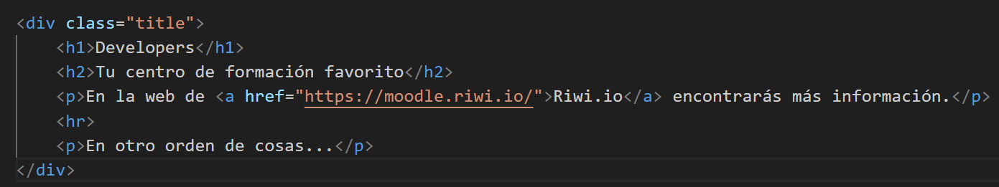 <div class="title">
<h1>Developers</h1>
<h2>Tu centro de formación favorito</h2>
<p>En la web de <a href="https://moodle.riwi.io/">Riwi.io</a> encontrarás más información.</p>
<hr>
<p>En otro orden de cosas...</p>
</div>